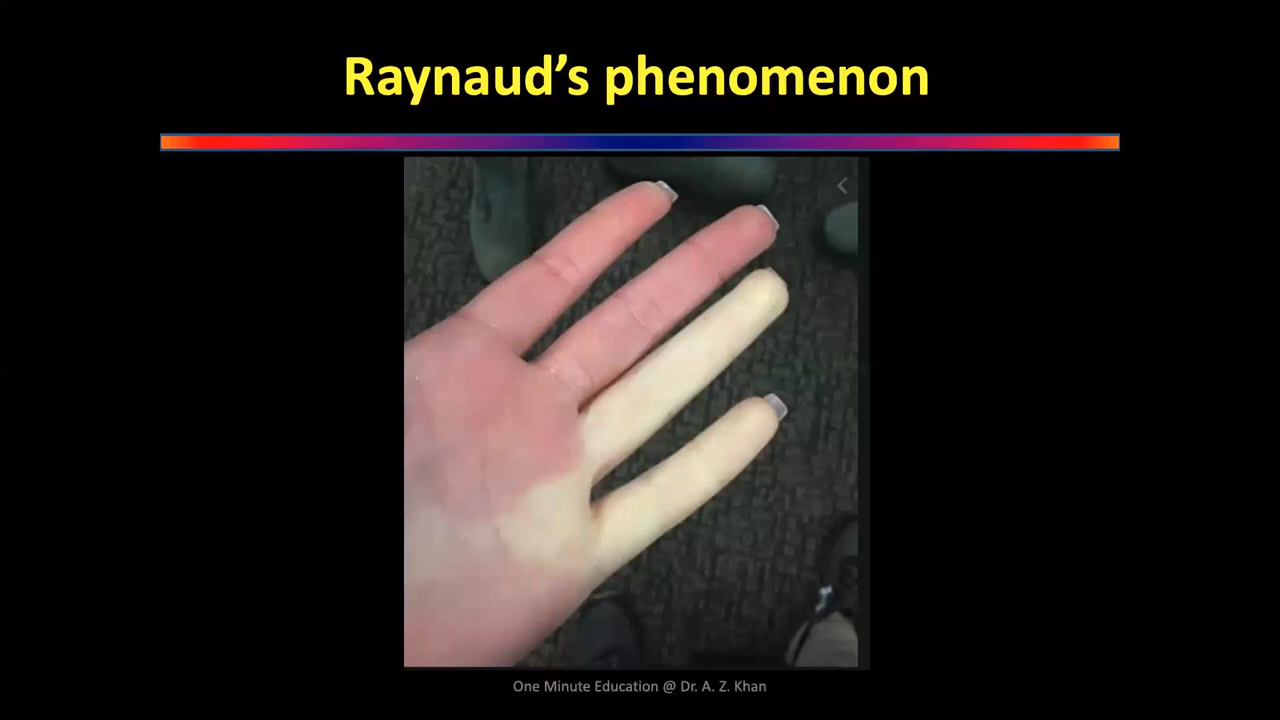 Raynaud’s phenomenon
One Minute Education @ Dr. A. Z. Khan